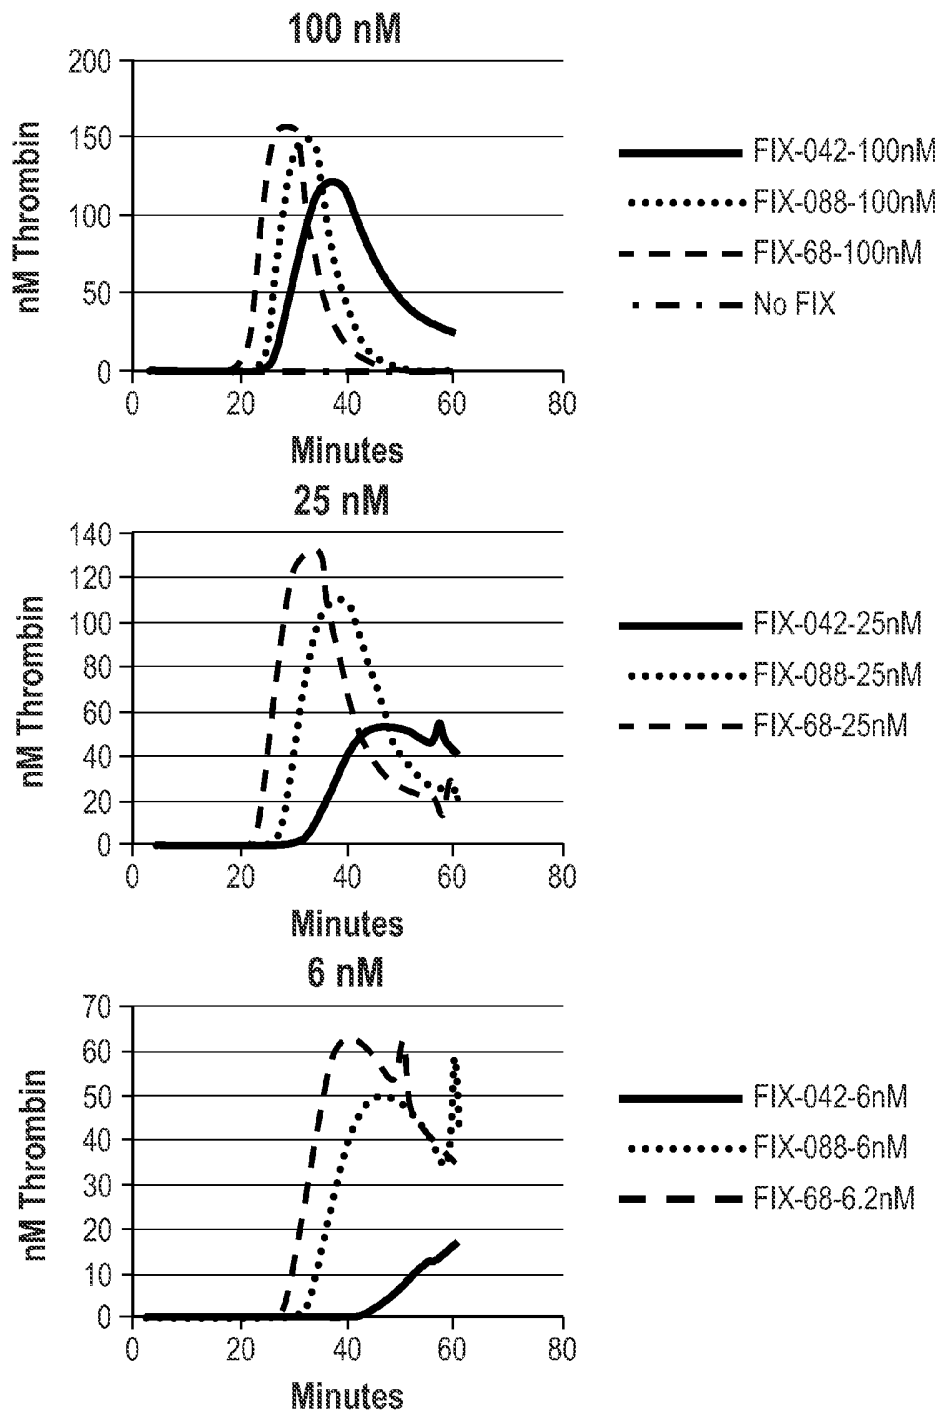 100 nM
200
150
100
50
0
0 20 40 60 80
nM Thrombin
Minutes
FIX-042-100nM
FIX-088-100nM
FIX-68-100nM
No FIX
25 nM
140
120
100
80
60
40
20
0
0 20 40 60 80
nM Thrombin
Minutes
FIX-042-25nM
FIX-088-25nM
FIX-68-25nM
6 nM
70
60
50
40
30
20
10
0
0 20 40 60 80
nM Thrombin
Minutes
FIX-042-6nM
FIX-088-6nM
FIX-68-6.2nM